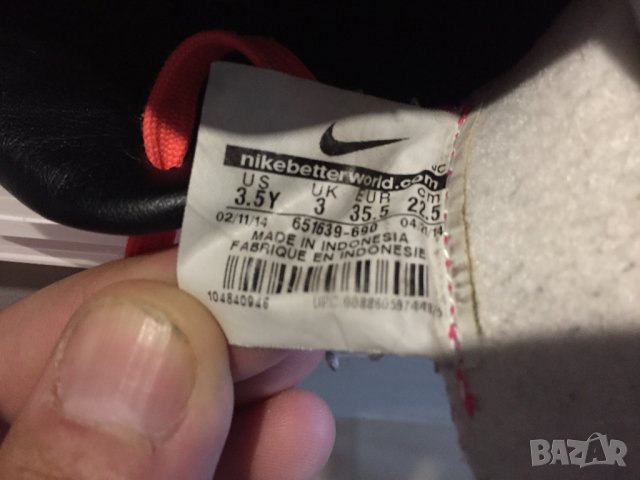 nikebetterworld.com
US UK EUR cm
3.5Y 3 35.5 22.5
02/11/14 651639-690
MADE IN INDONESIA
FABRIQUE EN INDONESIE
104840946
UPC
BAZAR